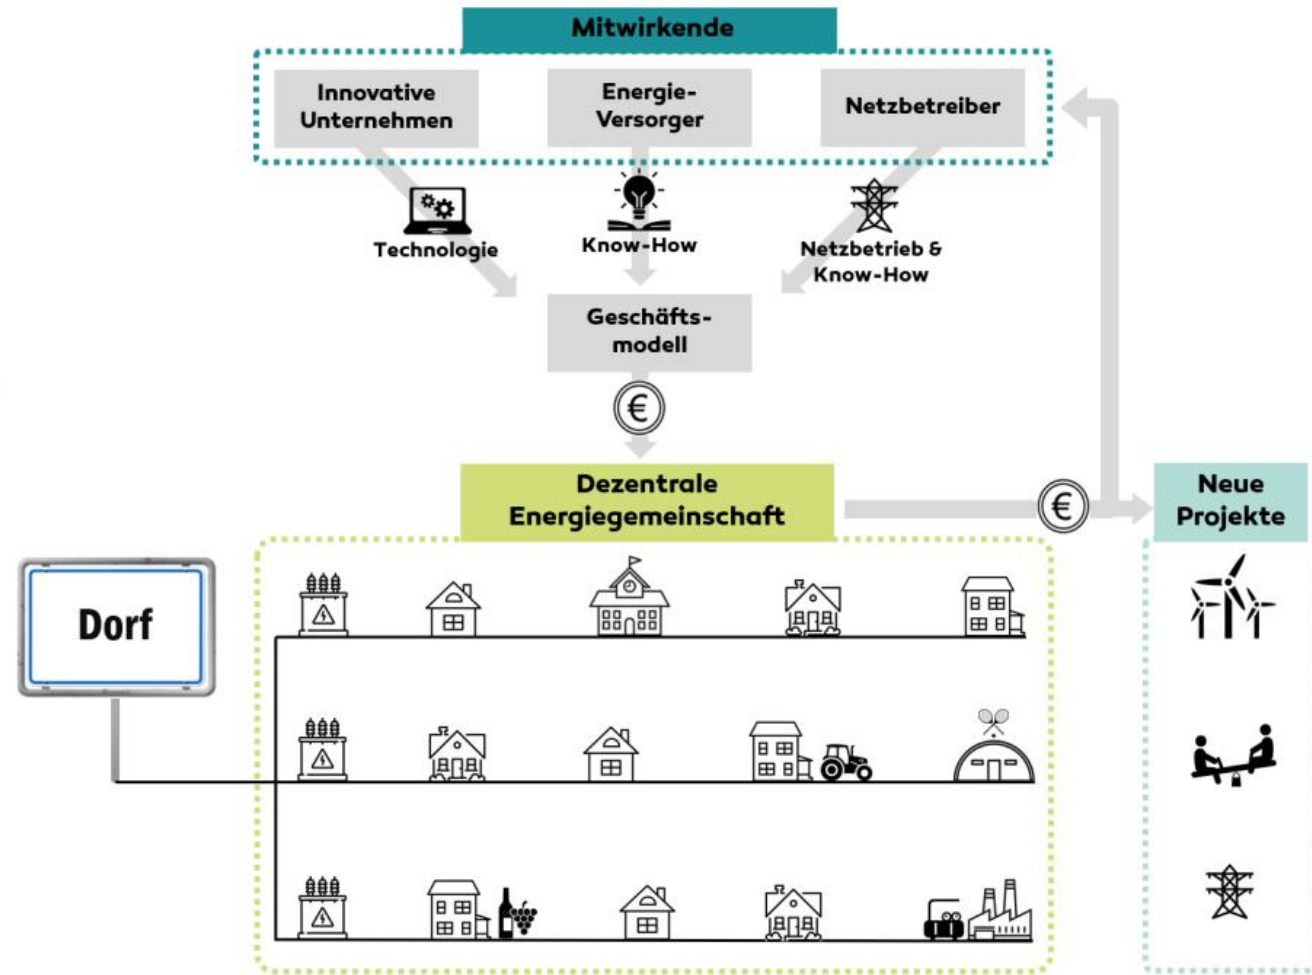 Mitwirkende
Innovative
Unternehmen
Energie-
Versorger
Netzbetreiber
Technologie
Know-How
Netzbetrieb &
Know-How
Geschäfts-
modell
€
Dezentrale
Energiegemeinschaft
€
Neue
Projekte
Dorf